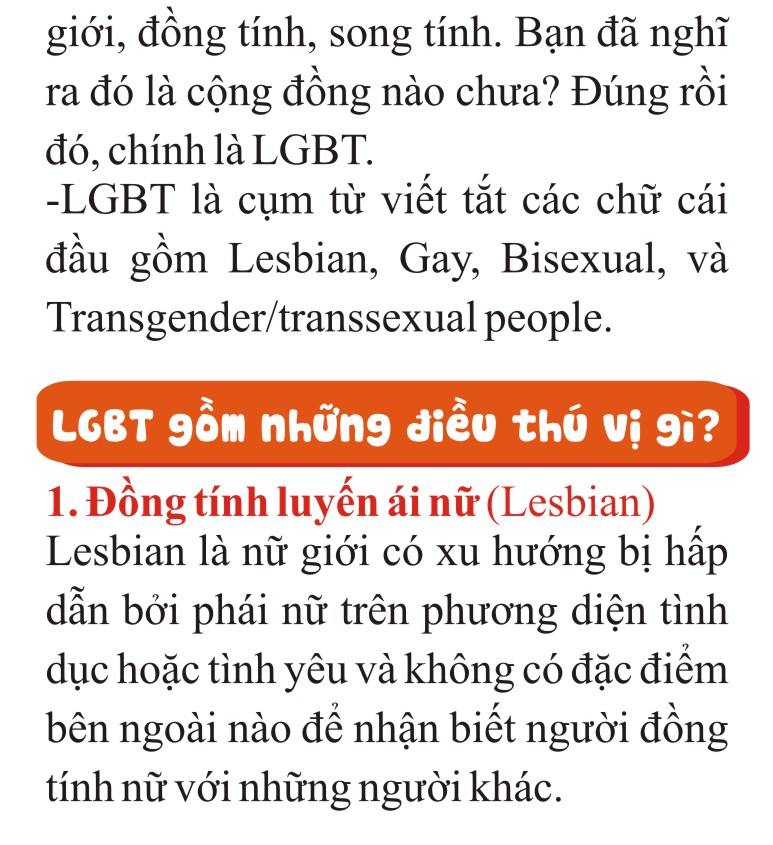 giới, đồng tính, song tính. Bạn đã nghĩ
ra đó là cộng đồng nào chưa? Đúng rồi
đó, chính là LGBT.
-LGBT là cụm từ viết tắt các chữ cái
đầu gồm Lesbian, Gay, Bisexual, và
Transgender/transsexual people.
LGBT gồm những điều thú vị gì?
1. Đồng tính luyến ái nữ (Lesbian)
Lesbian là nữ giới có xu hướng bị hấp
dẫn bởi phái nữ trên phương diện tình
dục hoặc tình yêu và không có đặc điểm
bên ngoài nào để nhận biết người đồng
tính nữ với những người khác.